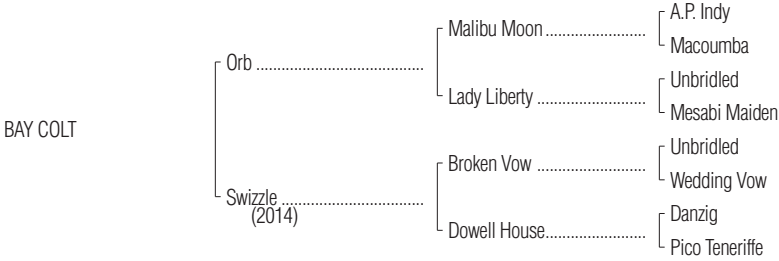 A.P. Indy
Malibu Moon ..........................
Macoumba
Orb .....................................
Unbridled
Lady Liberty ............................
Mesabi Maiden
BAY COLT
Unbridled
Broken Vow ............................
Wedding Vow
Swizzle ...................................
(2014)
Danzig
Dowell House..........................
Pico Teneriffe